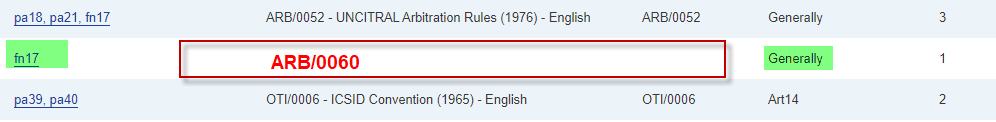 pa18, pa21, fn17 ARB/0052 - UNCITRAL Arbitration Rules (1976) - English ARB/0052 Generally 3
fn17 ARB/0060 Generally 1
pa39, pa40 OTI/0006 - ICSID Convention (1965) - English OTI/0006 Art14 2